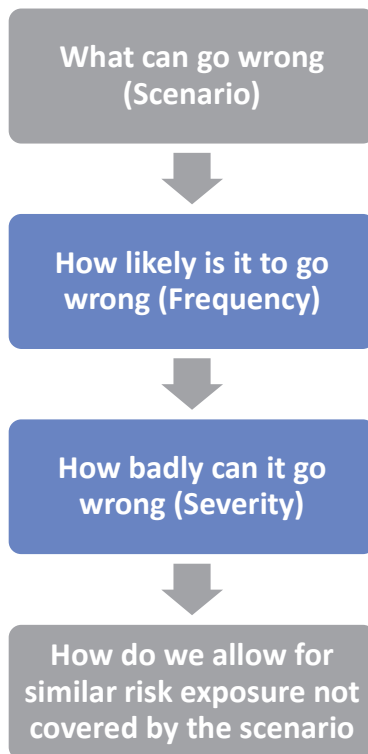 What can go wrong
(Scenario)
How likely is it to go
wrong (Frequency)
How badly can it go
wrong (Severity)
How do we allow for
similar risk exposure not
covered by the scenario